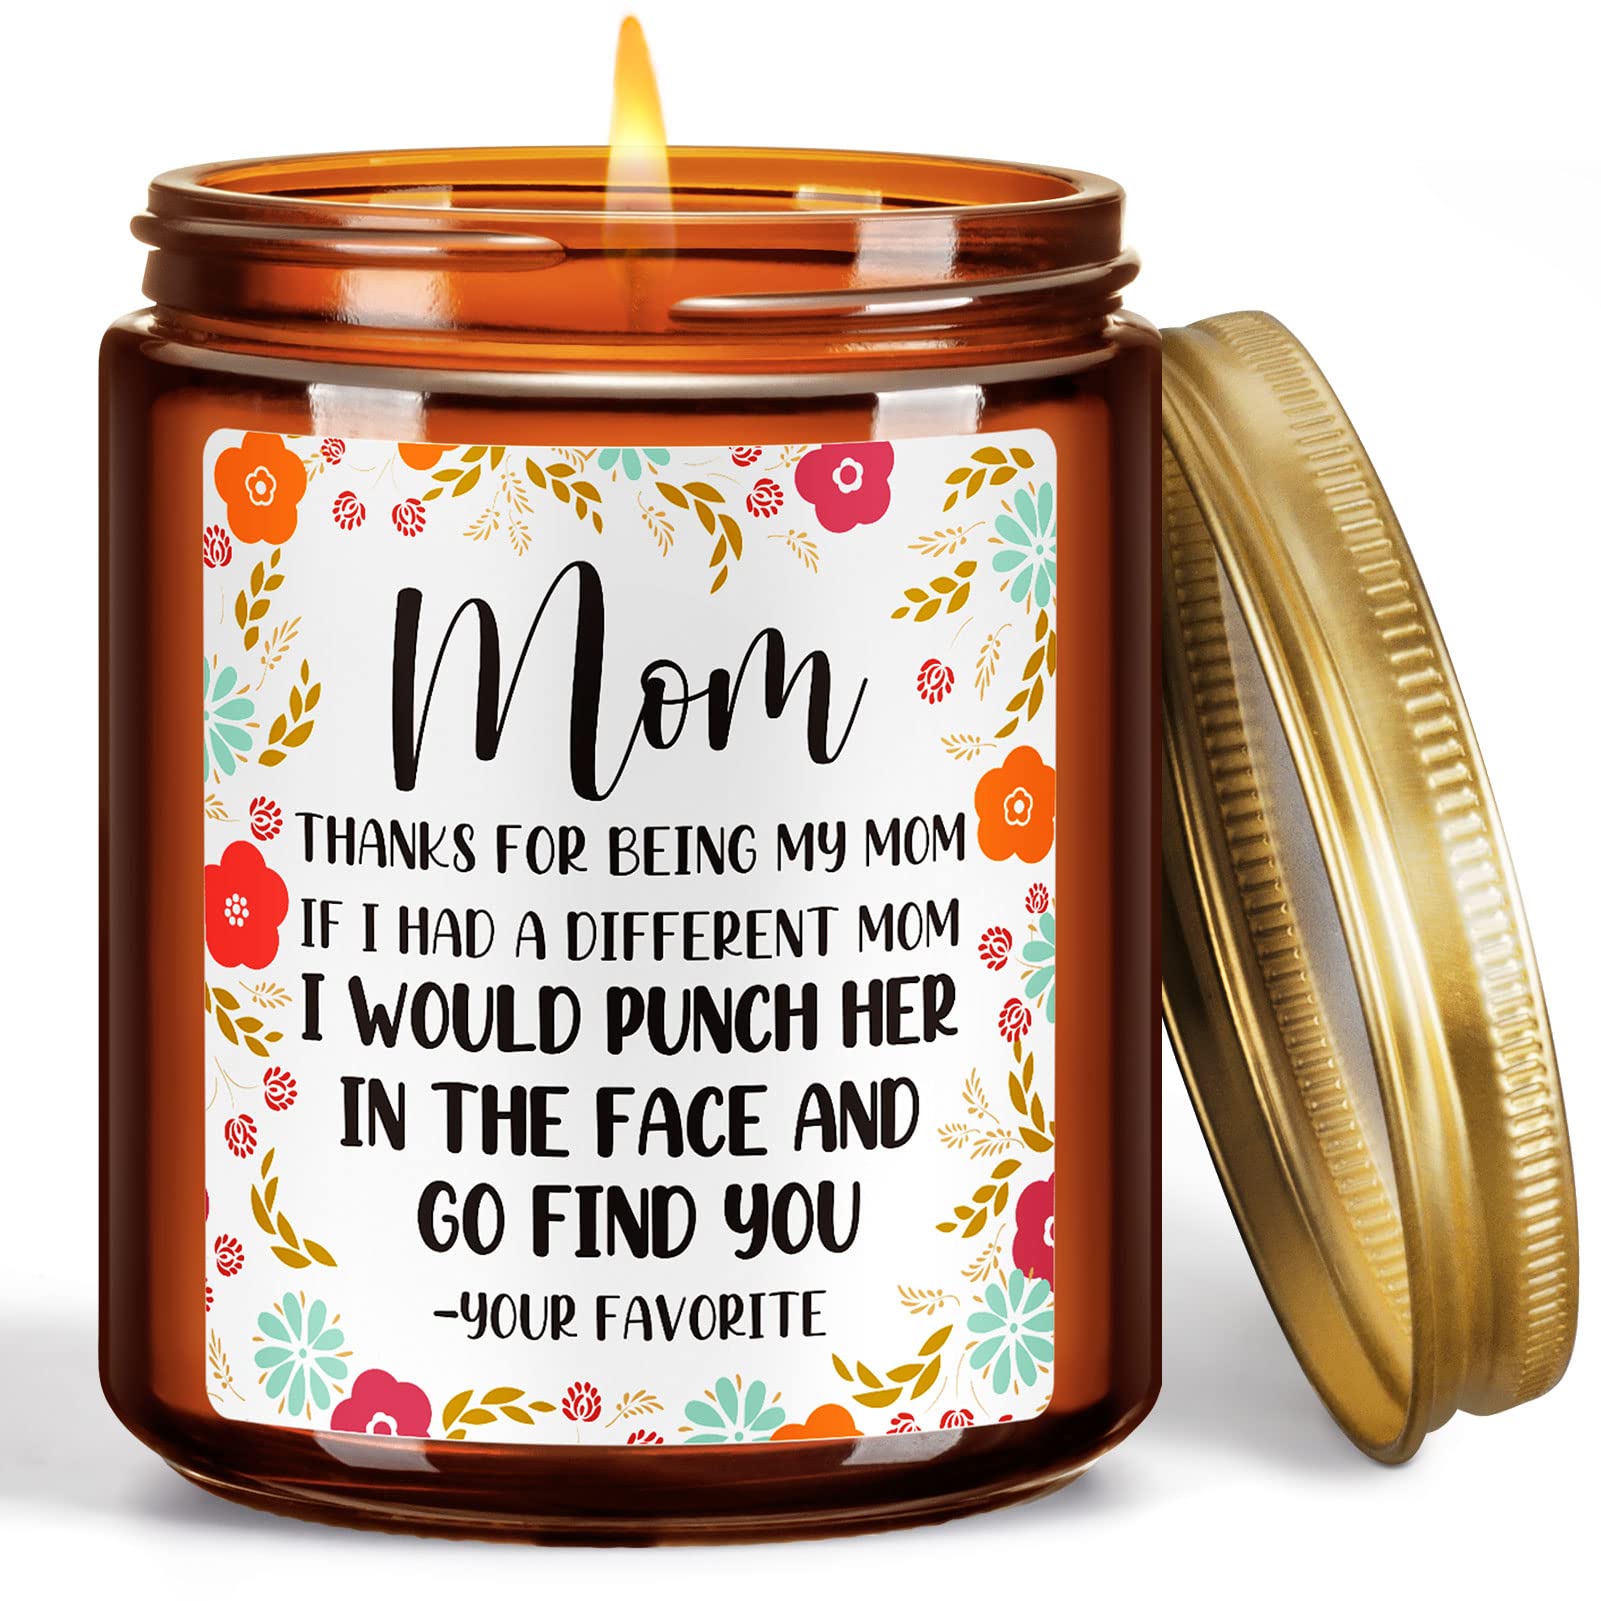 Mom
THANKS FOR BEING MY MOM
IF I HAD A DIFFERENT MOM
I WOULD PUNCH HER
IN THE FACE AND
GO FIND YOU
-YOUR FAVORITE